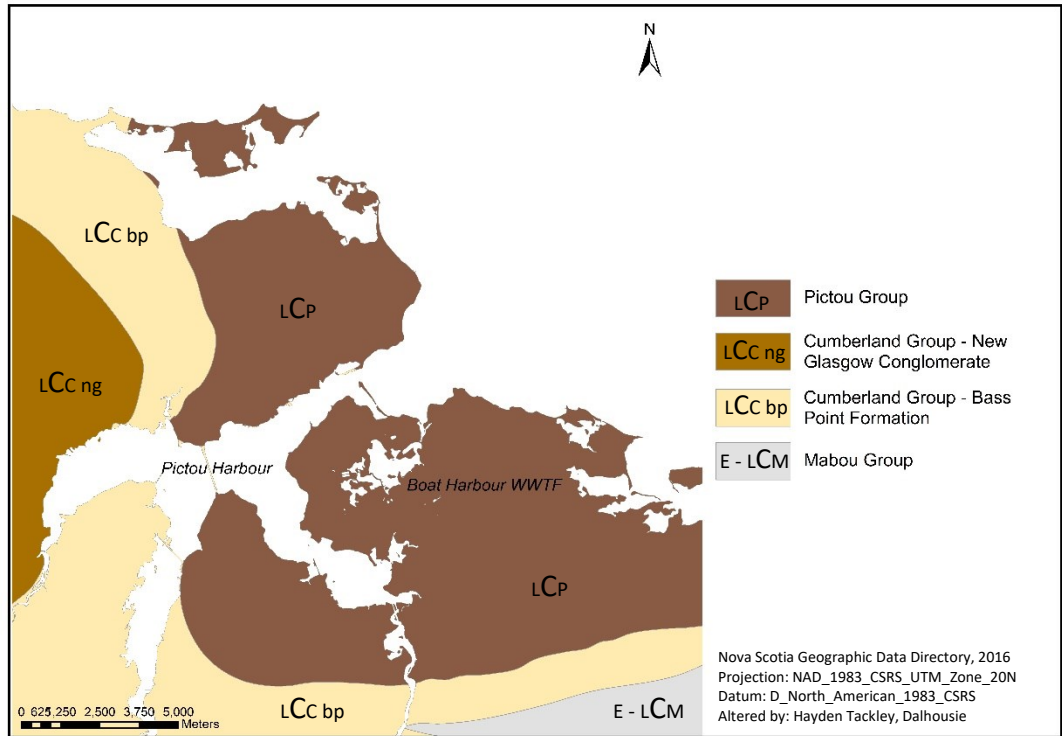 N
LCC bp
LCP
LCC ng
Pictou Harbour
Boat Harbour WWTF
LCP
LCC bp
E - LCM
0 625 1,250 2,500 3,750 5,000
Meters
LCP Pictou Group
LCC ng Cumberland Group - New
Glasgow Conglomerate
LCC bp Cumberland Group - Bass
Point Formation
E - LCM Mabou Group
Nova Scotia Geographic Data Directory, 2016
Projection: NAD_1983_CSRS_UTM_Zone_20N
Datum: D_North_American_1983_CSRS
Altered by: Hayden Tackley, Dalhousie